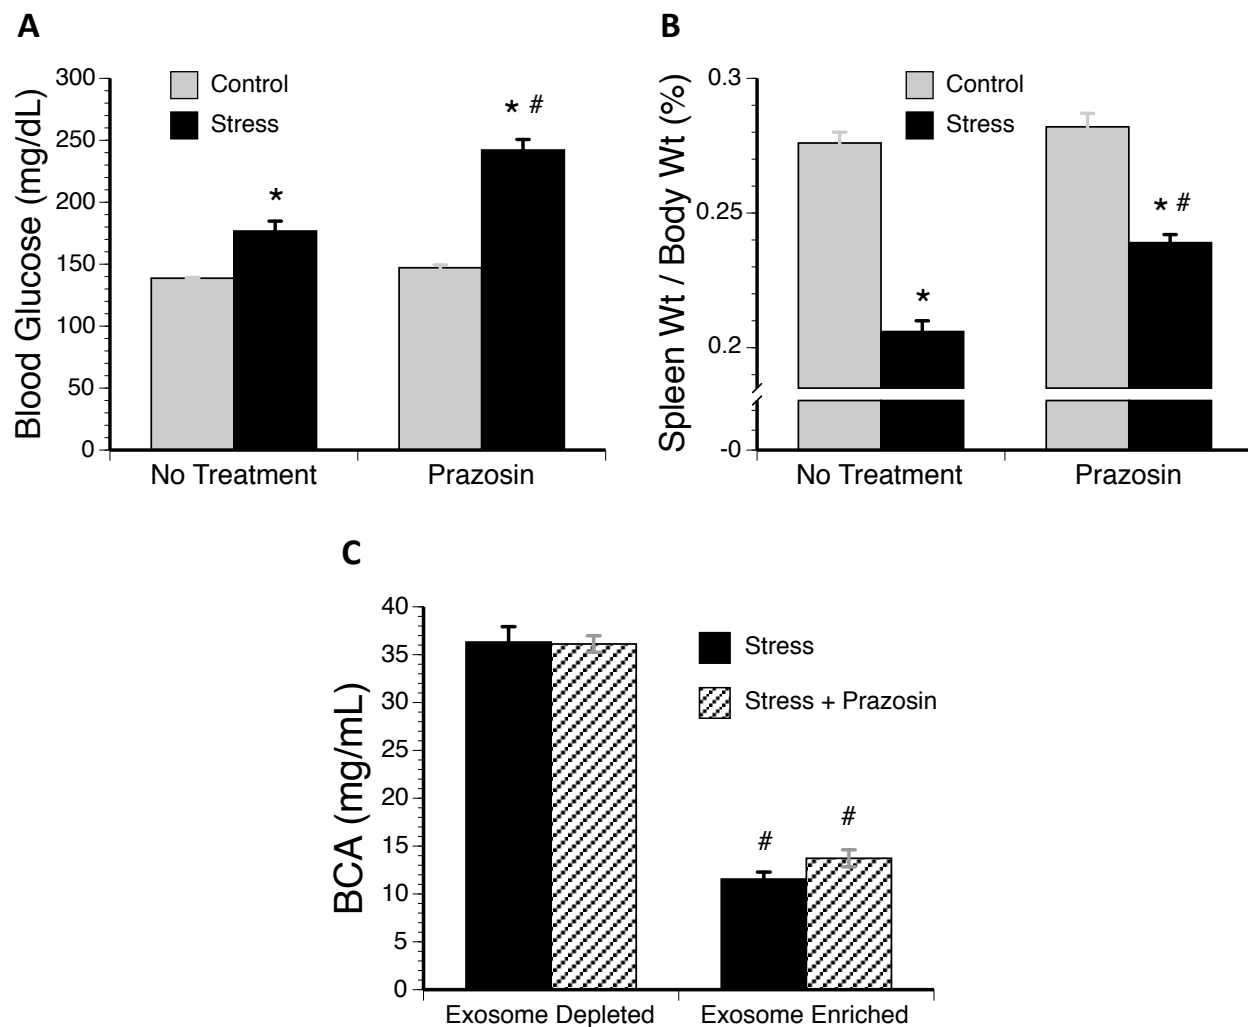 A
Blood Glucose (mg/dL)
300
250
200
150
100
50
0
Control
Stress
*
* #
No Treatment
Prazosin
B
Spleen Wt / Body Wt (%)
0.3
0.25
0.2
-0
Control
Stress
*
* #
No Treatment
Prazosin
C
BCA (mg/mL)
40
35
30
25
20
15
10
5
0
Stress
Stress + Prazosin
#
#
Exosome Depleted
Exosome Enriched